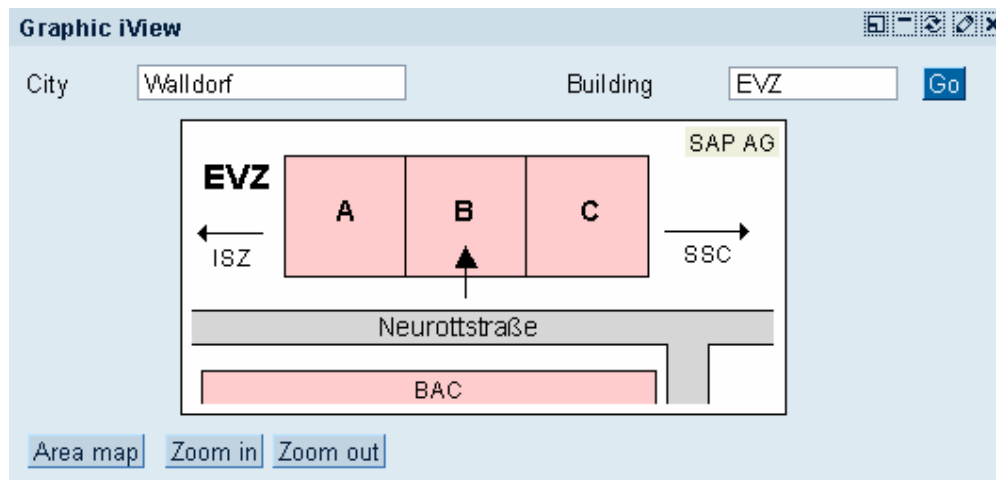 Graphic iView
City Walldorf Building EVZ Go
SAP AG
EVZ
A B C
ISZ
SSC
Neurottstraße
BAC
Area map Zoom in Zoom out